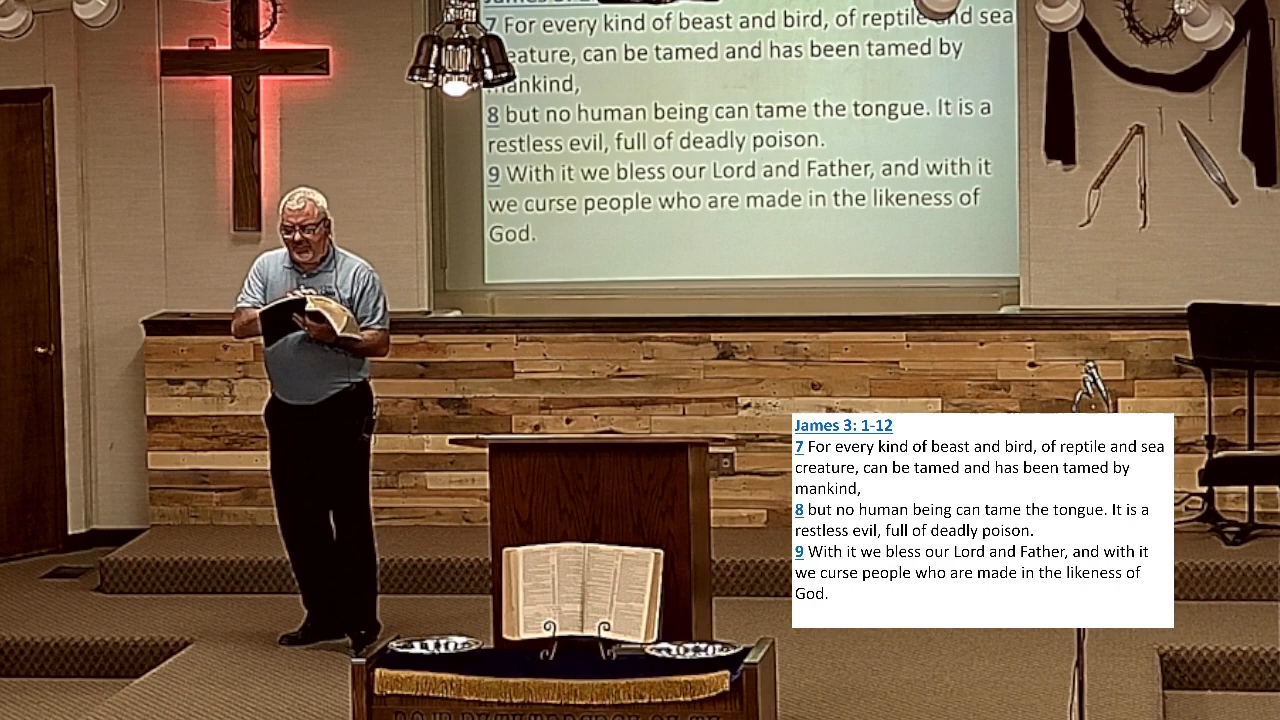 7 For every kind of beast and bird, of reptile and sea
creature, can be tamed and has been tamed by
mankind,
8 but no human being can tame the tongue. It is a
restless evil, full of deadly poison.
9 With it we bless our Lord and Father, and with it
we curse people who are made in the likeness of
God.
James 3: 1-12
7 For every kind of beast and bird, of reptile and sea
creature, can be tamed and has been tamed by
mankind,
8 but no human being can tame the tongue. It is a
restless evil, full of deadly poison.
9 With it we bless our Lord and Father, and with it
we curse people who are made in the likeness of
God.